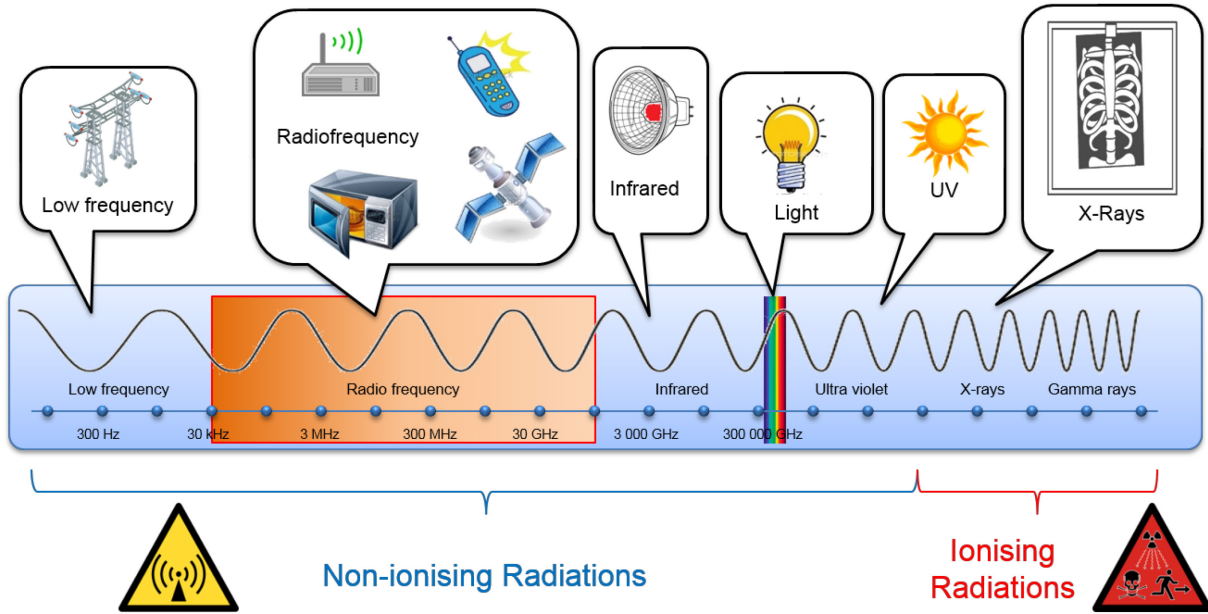 Low frequency
Radiofrequency
Infrared
Light
UV
X-Rays
Low frequency
Radio frequency
Infrared
Ultra violet
X-rays
Gamma rays
300 Hz
30 kHz
3 MHz
300 MHz
30 GHz
3 000 GHz
300 000 GHz
Non-ionising Radiations
Ionising
Radiations